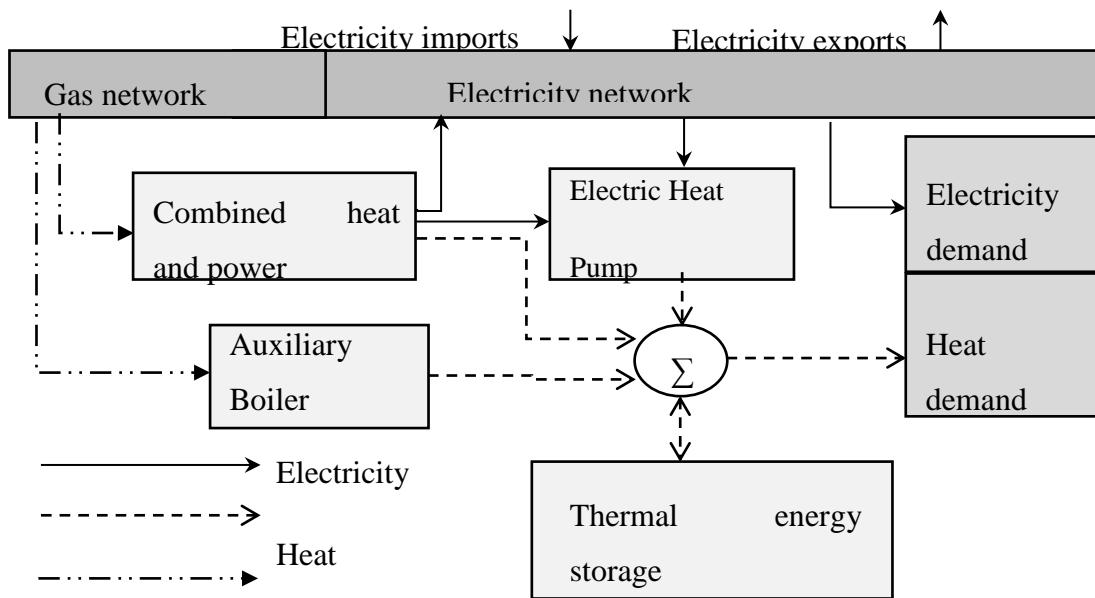 Electricity imports
Electricity exports
Gas network
Electricity network
Combined heat
and power
Electric Heat
Pump
Electricity
demand
Auxiliary
Boiler
∑
Heat
demand
Electricity
Heat
Thermal energy
storage